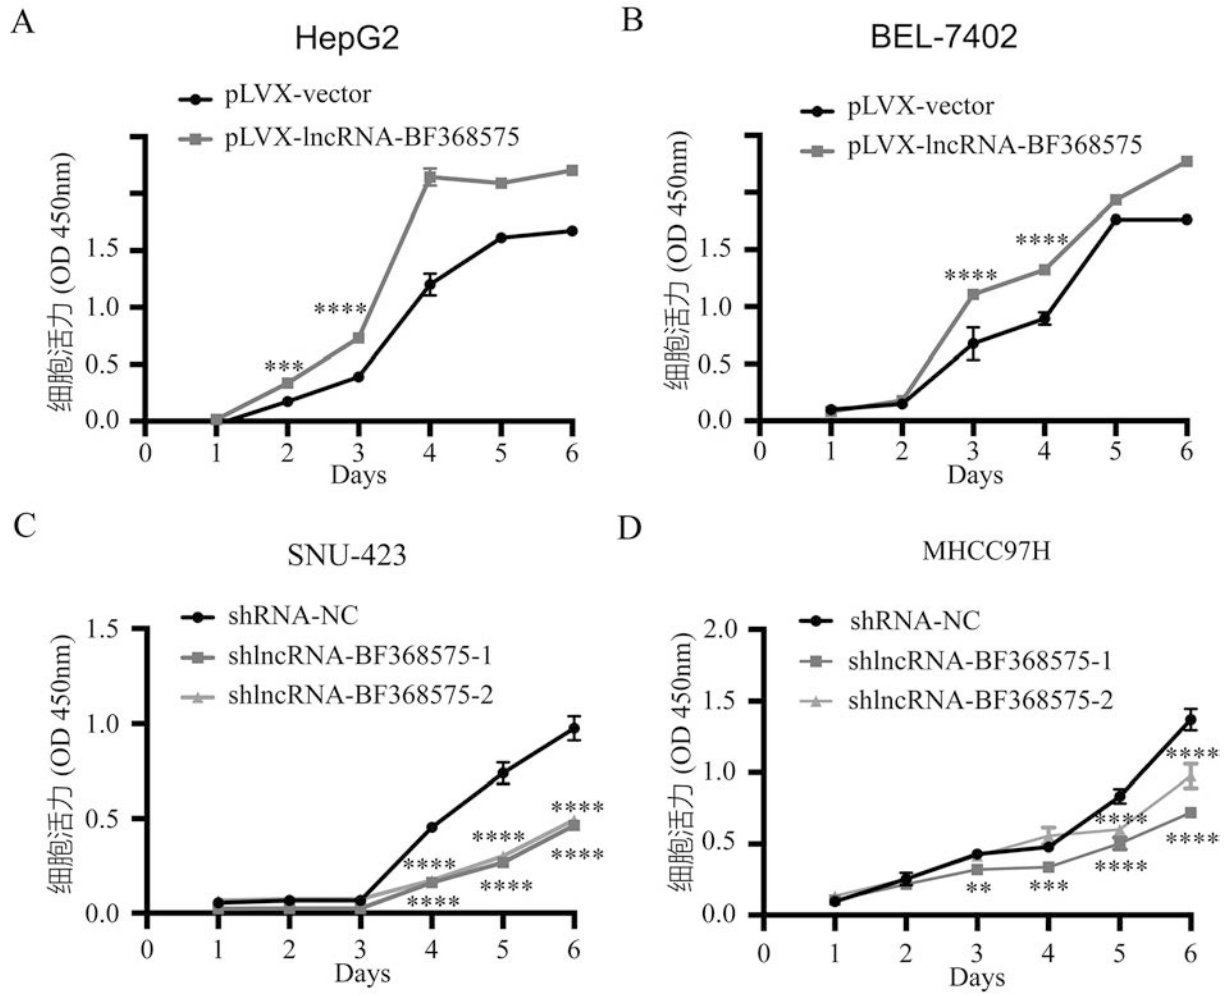 A
HepG2
pLVX-vector
pLVX-lncRNA-BF368575
细胞活力 (OD 450nm)
1.5
1.0
0.5
0.0
***
****
0 1 2 3 4 5 6
Days
B
BEL-7402
pLVX-vector
pLVX-lncRNA-BF368575
细胞活力 (OD 450nm)
1.5
1.0
0.5
0.0
****
****
0 1 2 3 4 5 6
Days
C
SNU-423
shRNA-NC
shlncRNA-BF368575-1
shlncRNA-BF368575-2
细胞活力 (OD 450nm)
1.5
1.0
0.5
0.0
****
****
****
****
****
****
0 1 2 3 4 5 6
Days
D
MHCC97H
shRNA-NC
shlncRNA-BF368575-1
shlncRNA-BF368575-2
细胞活力 (OD 450nm)
2.0
1.5
1.0
0.5
0.0
****
****
****
****
**
***
0 1 2 3 4 5 6
Days